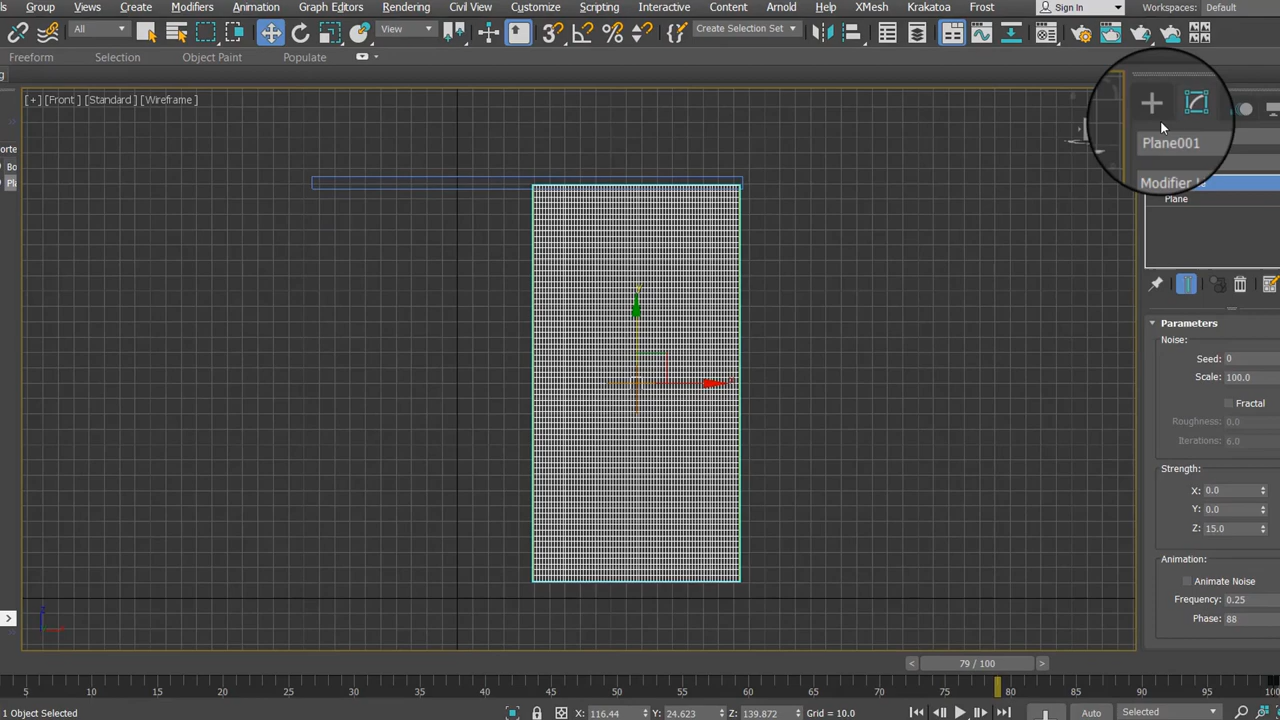 Group Views Create Modifiers Animation Graph Editors Rendering Civil View Customize Scripting Interactive Content Arnold Help XMesh Krakatoa Frost Sign In Workspaces: Default
All View Create Selection Set
Freeform Selection Object Paint Populate
[+] [Front] [Standard] [Wireframe]
Plane001
Modifier
Plane
Parameters
Noise:
Seed: 0
Scale: 100.0
Fractal
Roughness: 0.0
Iterations: 6.0
Strength:
X: 0.0
Y: 0.0
Z: 15.0
Animation:
Animate Noise
Frequency: 0.25
Phase: 88
< 79 / 100 >
5 10 15 20 25 30 35 40 45 50 55 60 65 70 75 80 85 90 95 100
1 Object Selected X: 116.44 Y: 24.623 Z: 139.872 Grid = 10.0 Auto Selected